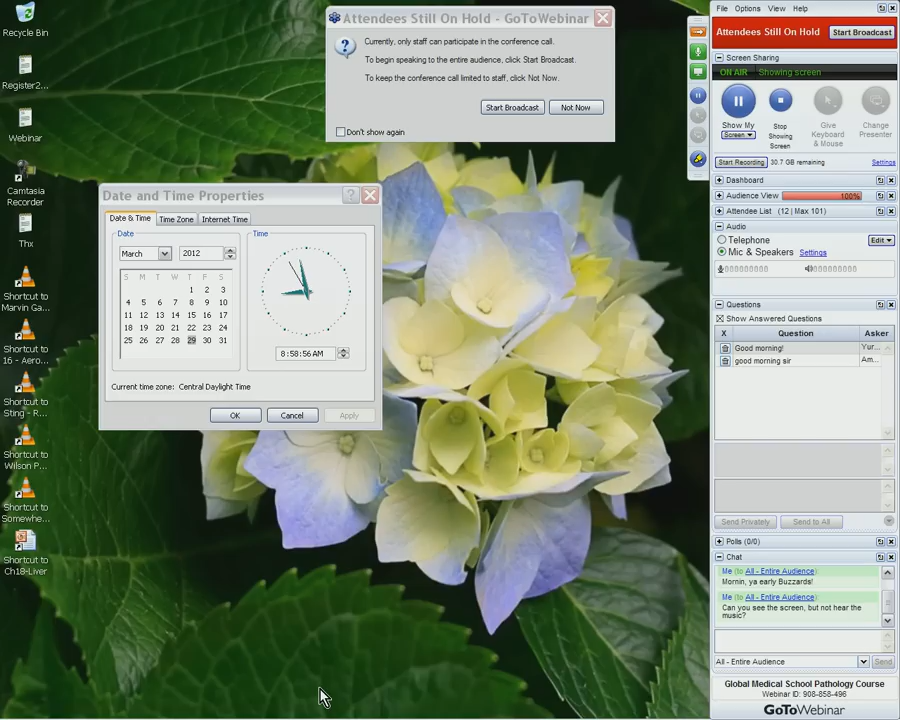 Recycle Bin
Register2...
Webinar
Camtasia
Recorder
Thx
Shortcut to
Marvin Ga...
Shortcut to
16 - Aero...
Shortcut to
Sting - R...
Shortcut to
Wilson P...
Shortcut to
Somewhe...
Shortcut to
Ch18-Liver
Attendees Still On Hold - GoToWebinar
Currently, only staff can participate in the conference call.
To begin speaking to the entire audience, click Start Broadcast.
To keep the conference call limited to staff, click Not Now.
Start Broadcast Not Now
Don't show again
Date and Time Properties
Date & Time Time Zone Internet Time
Date Time
March 2012
S M T W T F S
1 2 3
4 5 6 7 8 9 10
11 12 13 14 15 16 17
18 19 20 21 22 23 24
25 26 27 28 29 30 31
8:58:56 AM
Current time zone: Central Daylight Time
OK Cancel Apply
File Options View Help
Attendees Still On Hold Start Broadcast
Screen Sharing
ON AIR Showing screen
Show My
Screen
Stop
Showing
Screen
Give
Keyboard
& Mouse
Change
Presenter
Start Recording 30.7 GB remaining Settings
Dashboard
Audience View 100%
Attendee List (12 | Max 101)
Audio
Telephone Edit
Mic & Speakers Settings
Questions
Show Answered Questions
X Question Asker
Good morning! Yur...
good morning sir Am...
Send Privately Send to All
Polls (0/0)
Chat
Me (to All - Entire Audience):
Mornin, ya early Buzzards!
Me (to All - Entire Audience):
Can you see the screen, but not hear the
music?
All - Entire Audience Send
Global Medical School Pathology Course
Webinar ID: 908-858-496
GoToWebinar